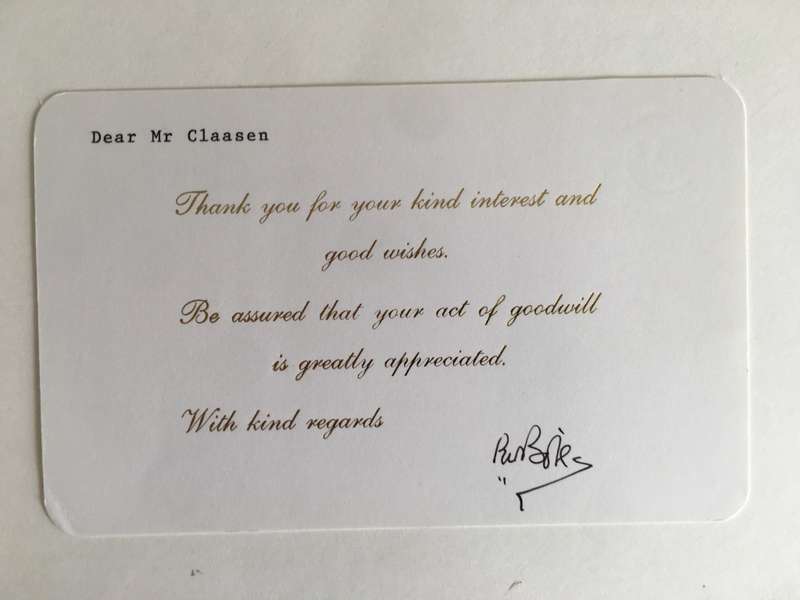 Dear Mr Claasen
Thank you for your kind interest and
good wishes.
Be assured that your act of goodwill
is greatly appreciated.
With kind regards